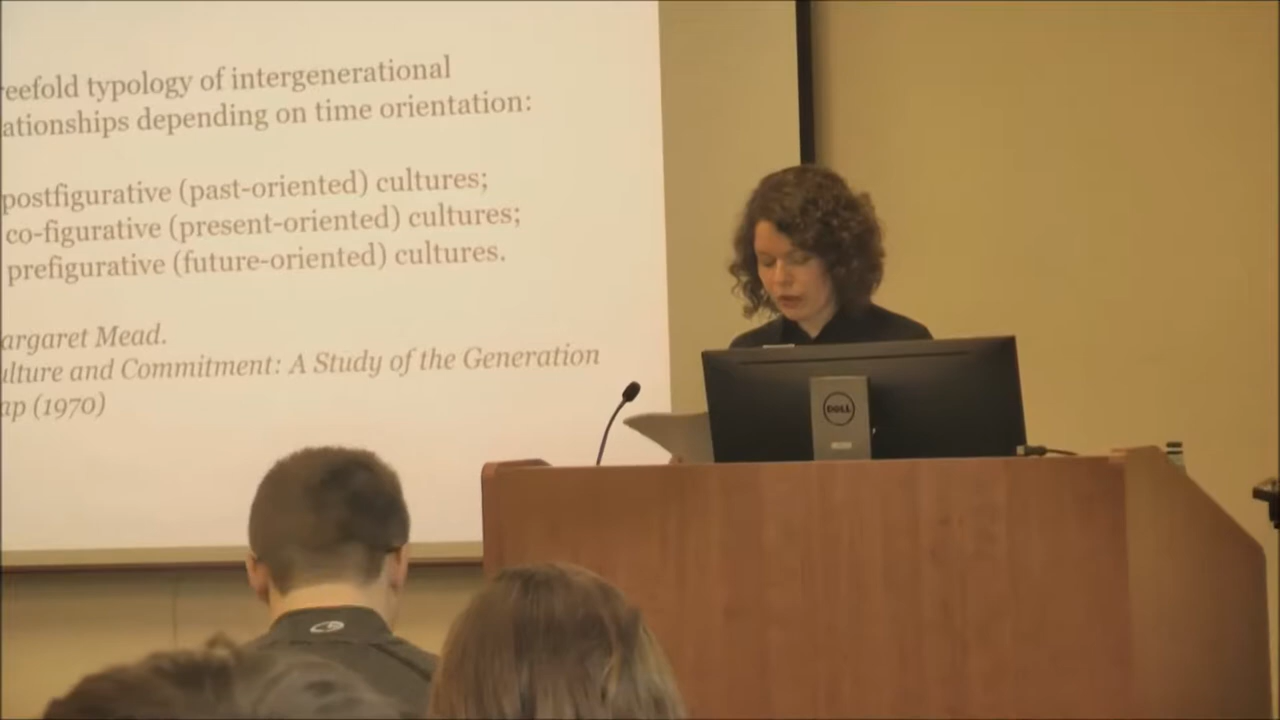 reefold typology of intergenerational
ationships depending on time orientation:
postfigurative (past-oriented) cultures;
co-figurative (present-oriented) cultures;
prefigurative (future-oriented) cultures.
argaret Mead.
ulture and Commitment: A Study of the Generation
ap (1970)
DELL